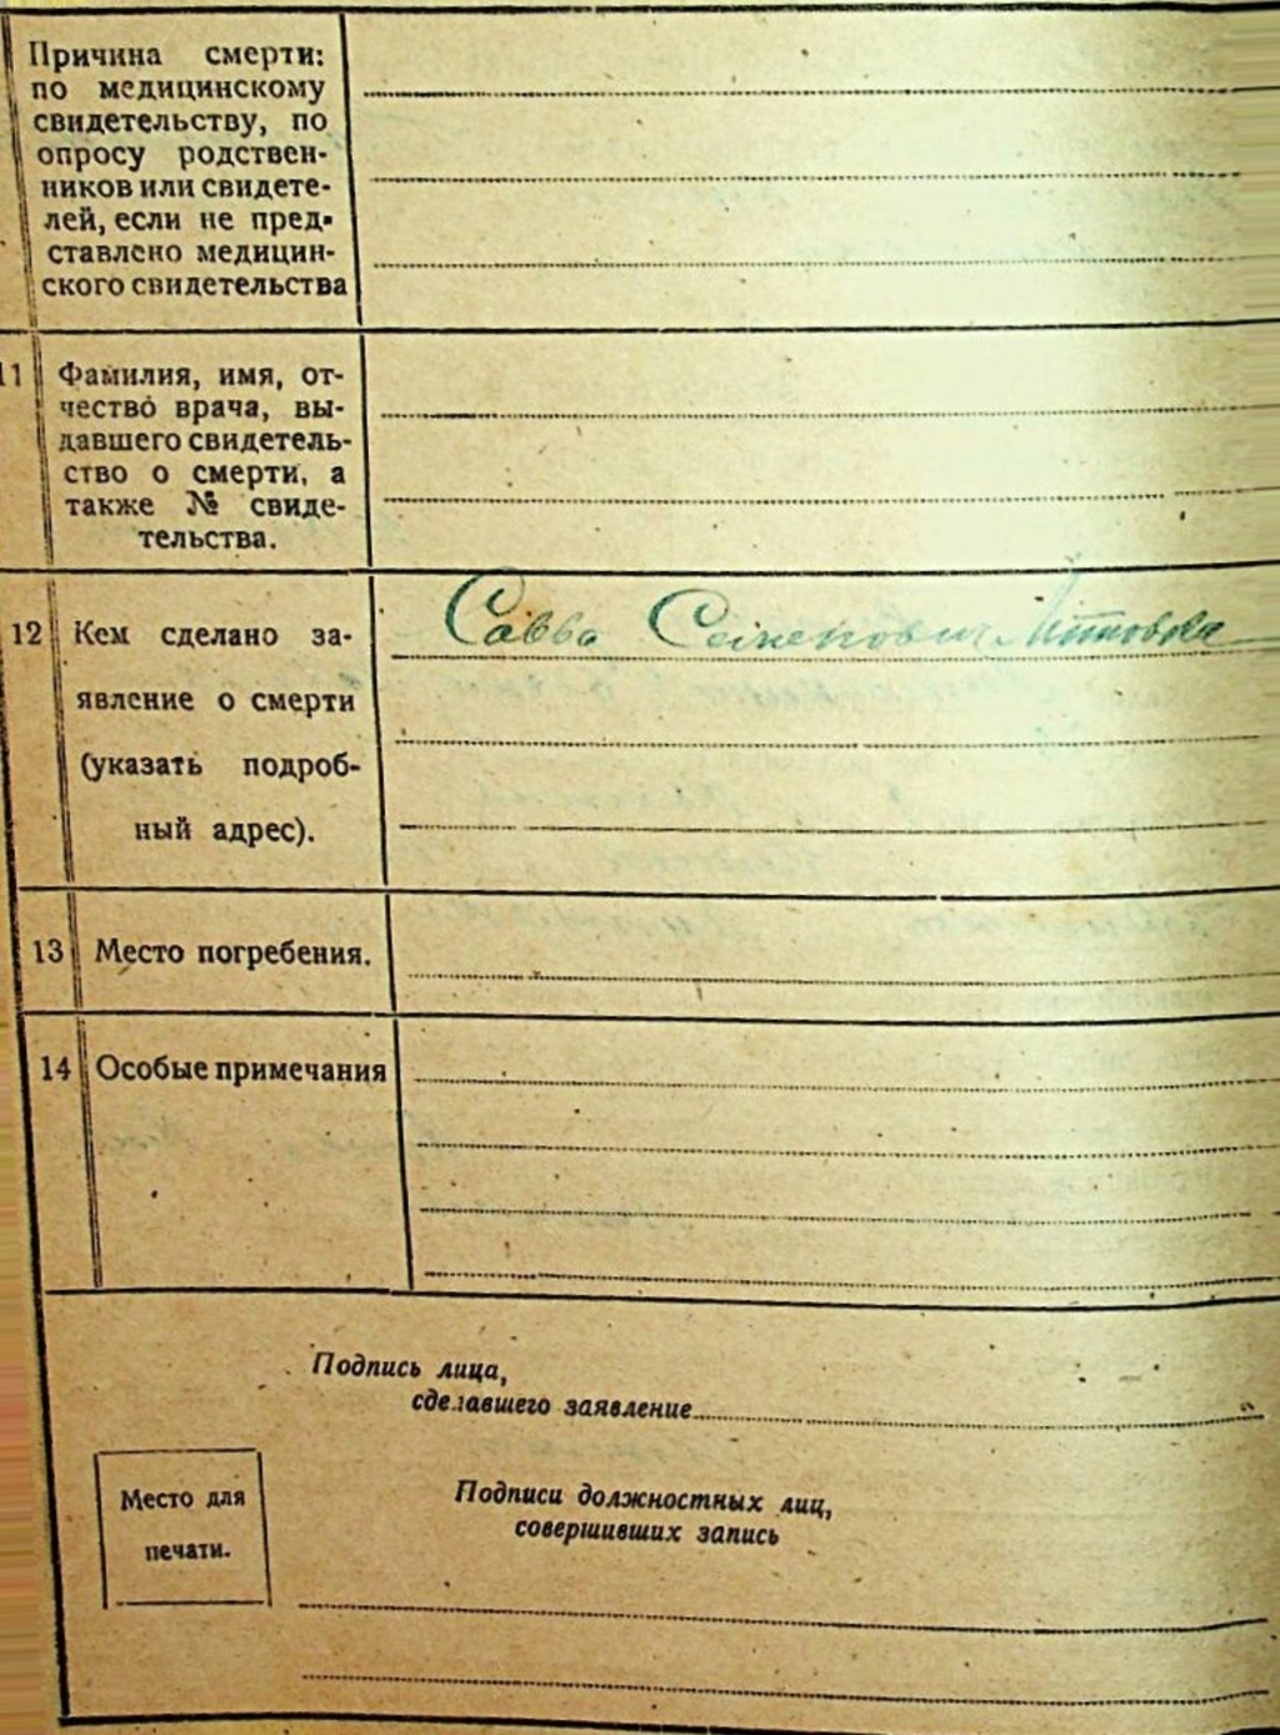 Причина смерти:
по медицинскому
свидетельству, по
опросу родствен-
ников или свидете-
лей, если не пред-
ставлено медицин-
ского свидетельства
11 Фамилия, имя, от-
чество врача, вы-
давшего свидетель-
ство о смерти, а
также № свиде-
тельства.
12 Кем сделано за-
явление о смерти
(указать подроб-
ный адрес).
Савва Семенович
13 Место погребения.
14 Особые примечания
Подпись лица,
сделавшего заявление
Место для
печати.
Подписи должностных лиц,
совершивших запись